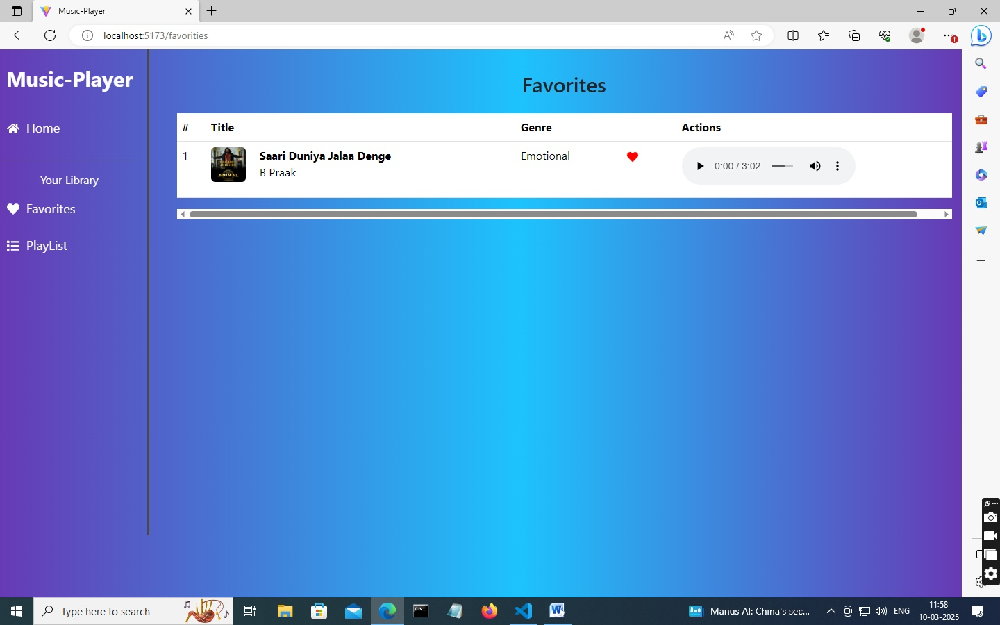 Music-Player
localhost:5173/favorities
Music-Player
Home
Your Library
Favorites
PlayList
Favorites
# Title Genre Actions
1 Saari Duniya Jalaa Denge Emotional 0:00 / 3:02
B Praak
ANIMAL
Type here to search
Manus AI: China's sec...
ENG
11:58
10-03-2025